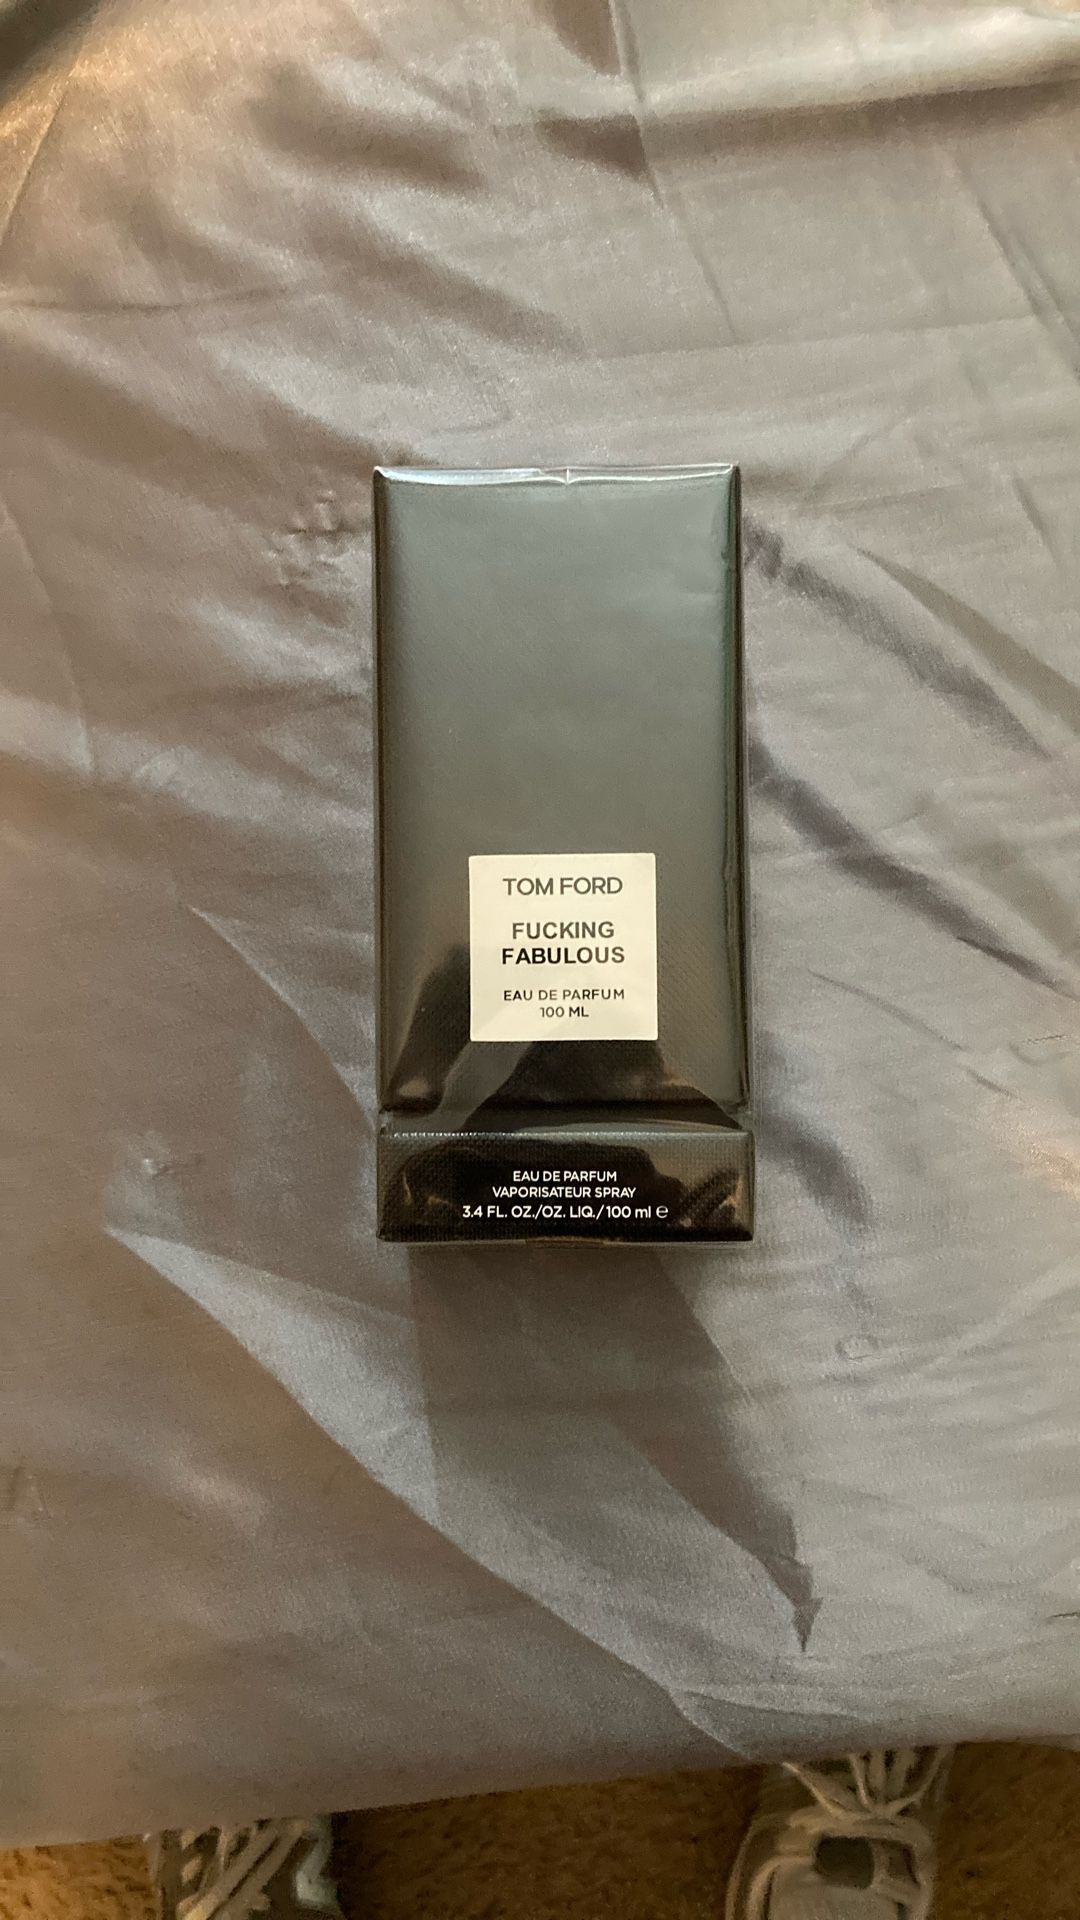 TOM FORD
FUCKING
FABULOUS
EAU DE PARFUM
100 ML
EAU DE PARFUM
VAPORISATEUR SPRAY
3.4 FL. OZ./OZ. LIQ./100 ml ℮